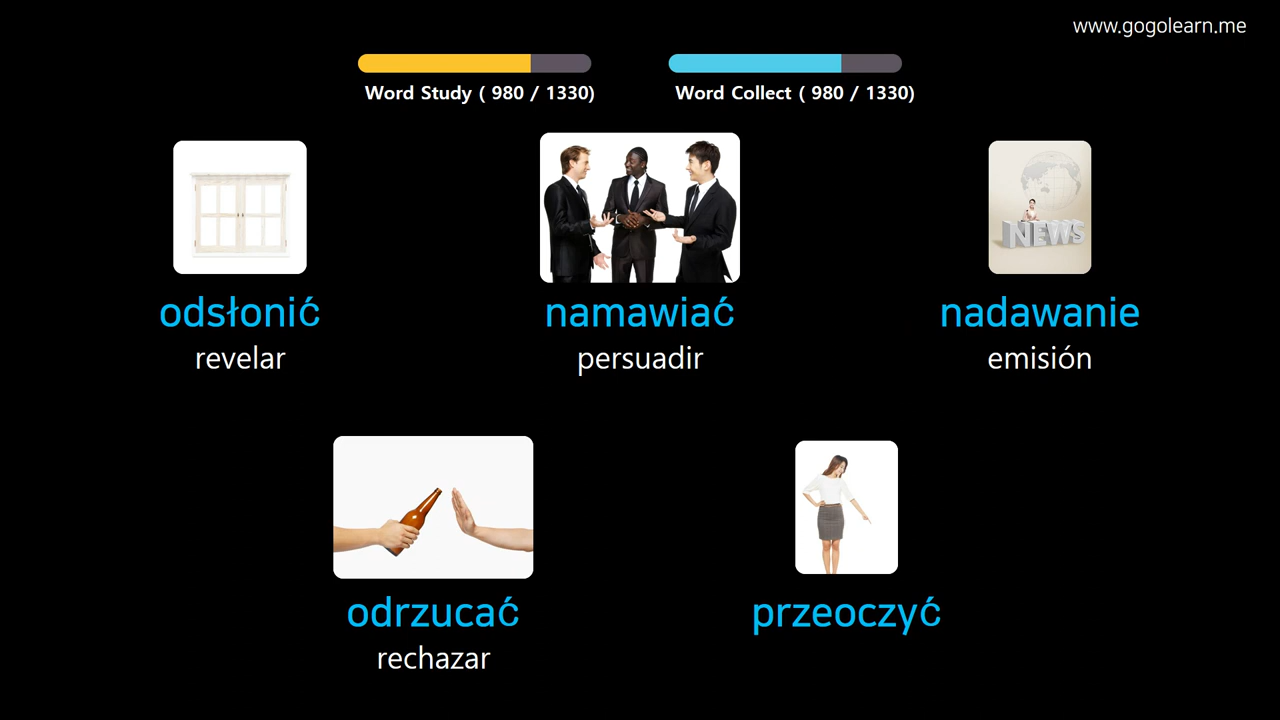 www.gogolearn.me
Word Study ( 980 / 1330)
Word Collect ( 980 / 1330)
NEWS
odsłonić
revelar
namawiać
persuadir
nadawanie
emisión
odrzucać
rechazar
przeoczyć